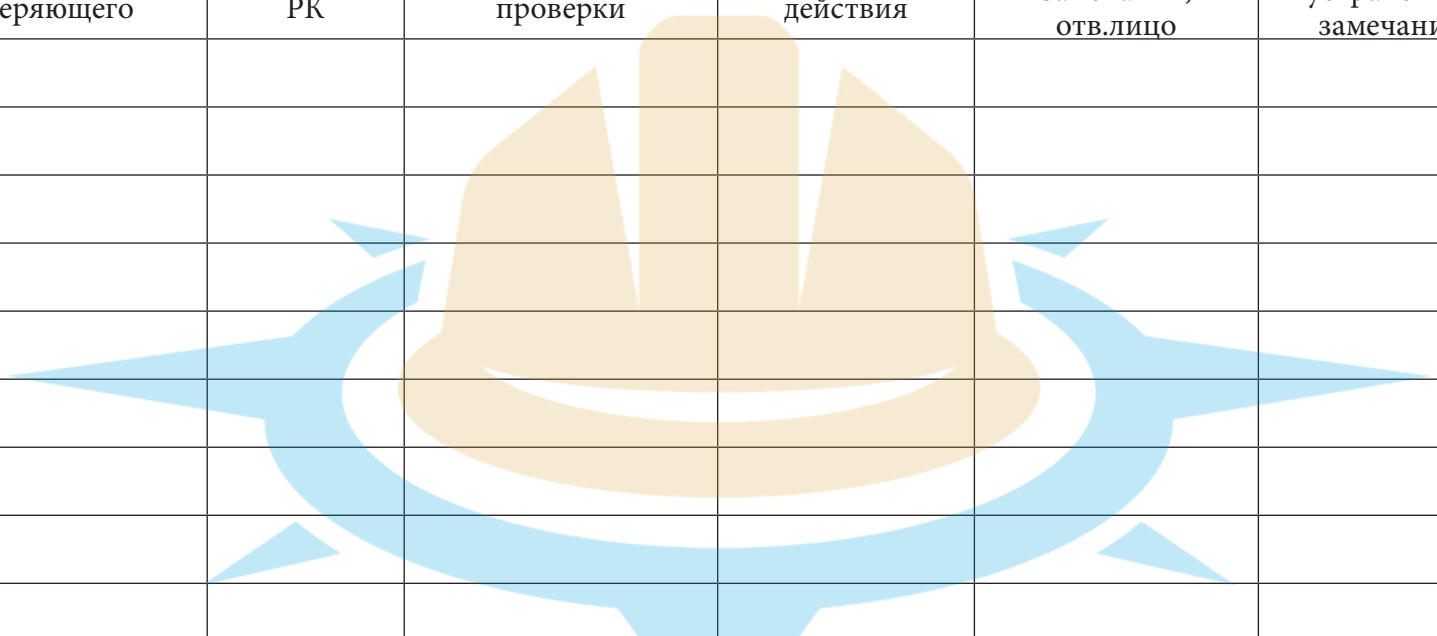 еряющего
РК
проверки
действия
отв.лицо
замечани